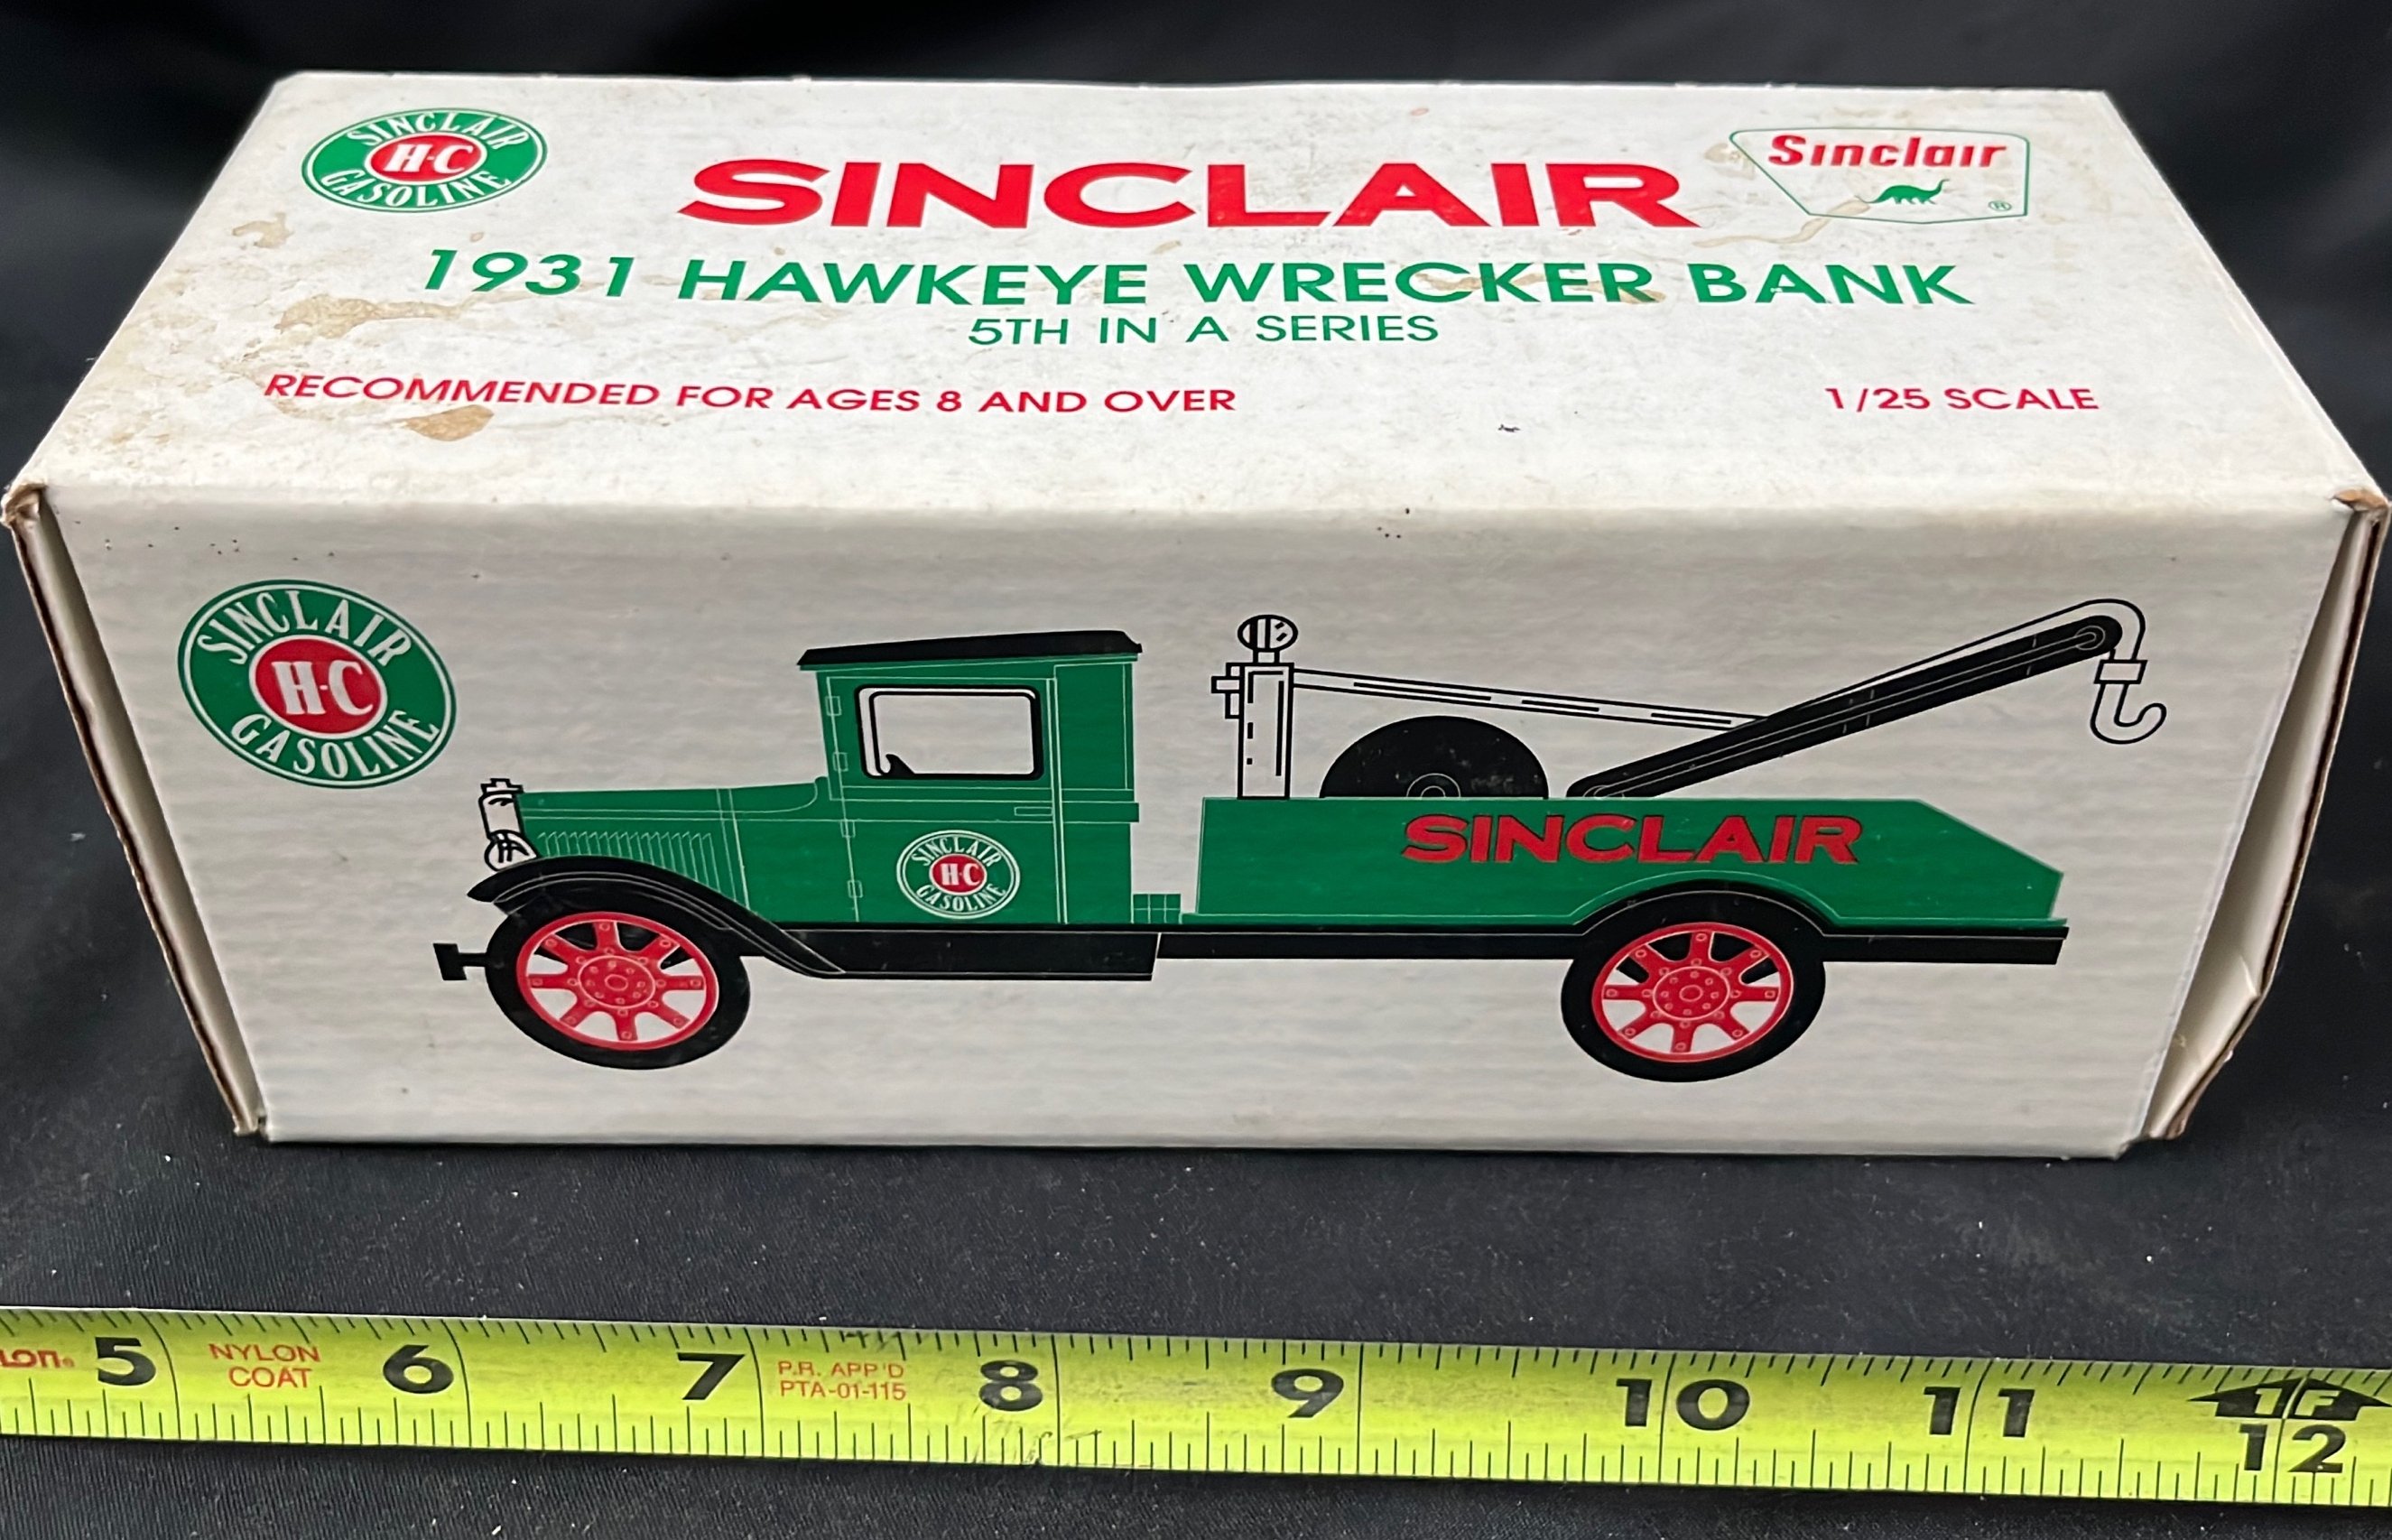 SINCLAIR
H-C
GASOLINE
SINCLAIR
Sinclair
®
1931 HAWKEYE WRECKER BANK
5TH IN A SERIES
RECOMMENDED FOR AGES 8 AND OVER
1/25 SCALE
SINCLAIR
H-C
GASOLINE
SINCLAIR
H-C
GASOLINE
SINCLAIR
5
NYLON
COAT
6
7
P.R. APP'D
PTA-01-115
8
9
10
11
1F
12